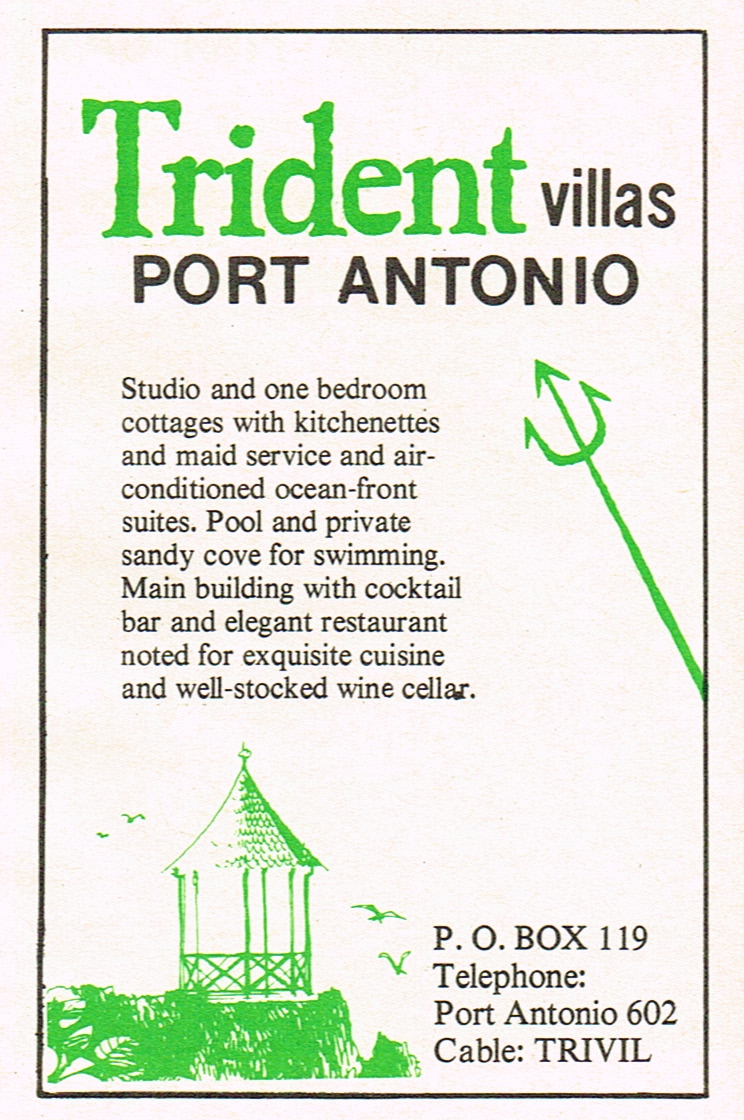 Trident villas
PORT ANTONIO
Studio and one bedroom
cottages with kitchenettes
and maid service and air-
conditioned ocean-front
suites. Pool and private
sandy cove for swimming.
Main building with cocktail
bar and elegant restaurant
noted for exquisite cuisine
and well-stocked wine cellar.
P. O. BOX 119
Telephone:
Port Antonio 602
Cable: TRIVIL